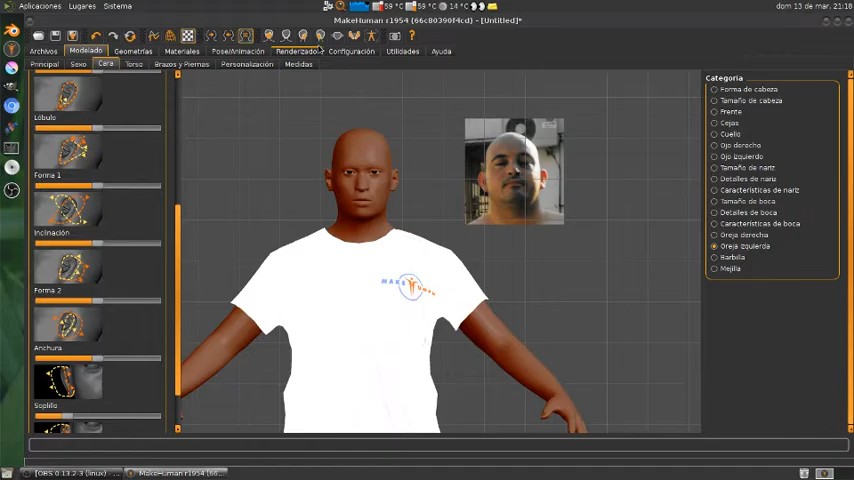 Aplicaciones Lugares Sistema
59 °C 59 °C 14 °C
dom 13 de mar, 21:18
MakeHuman r1954 (66c80390f4cd) - [Untitled]*
Archivos Modelado Geometrías Materiales Pose/Animación Renderizado Configuración Utilidades Ayuda
Principal Sexo Cara Torso Brazos y Piernas Personalización Medidas
Lóbulo
Forma 1
Inclinación
Forma 2
Anchura
Soplillo
MAKE HUMAN
Categoría
Forma de cabeza
Tamaño de cabeza
Frente
Cejas
Cuello
Ojo derecho
Ojo izquierdo
Tamaño de nariz
Detalles de nariz
Características de nariz
Tamaño de boca
Detalles de boca
Características de boca
Oreja derecha
Oreja izquierda
Barbilla
Mejilla
[OBS 0.13.2-3 (linux) - ...
MakeHuman r1954 (66...